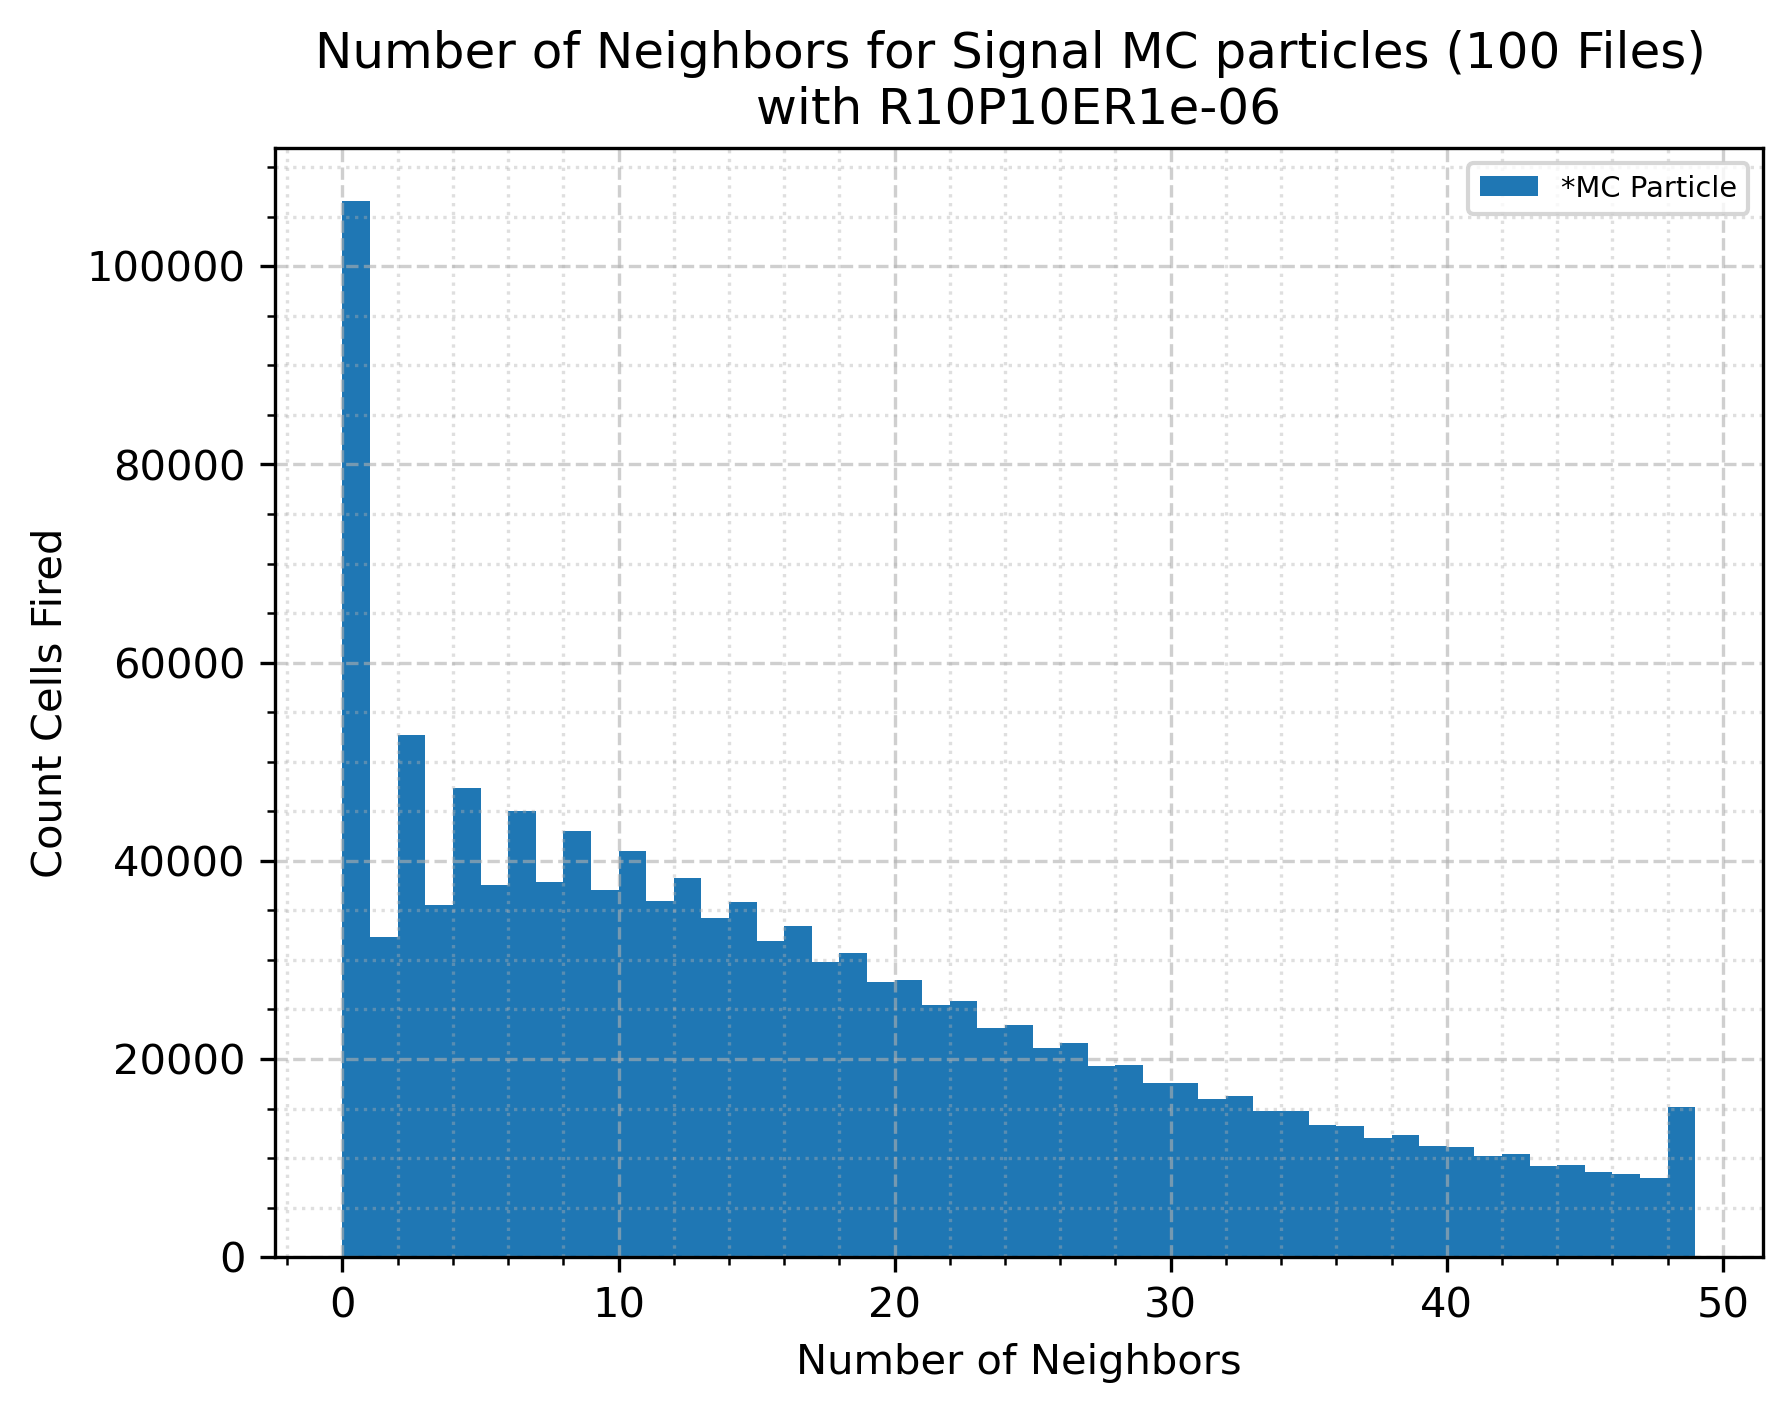 Number of Neighbors for Signal MC particles (100 Files)
with R10P10ER1e-06
*MC Particle
Count Cells Fired
100000
80000
60000
40000
20000
0
0 10 20 30 40 50
Number of Neighbors